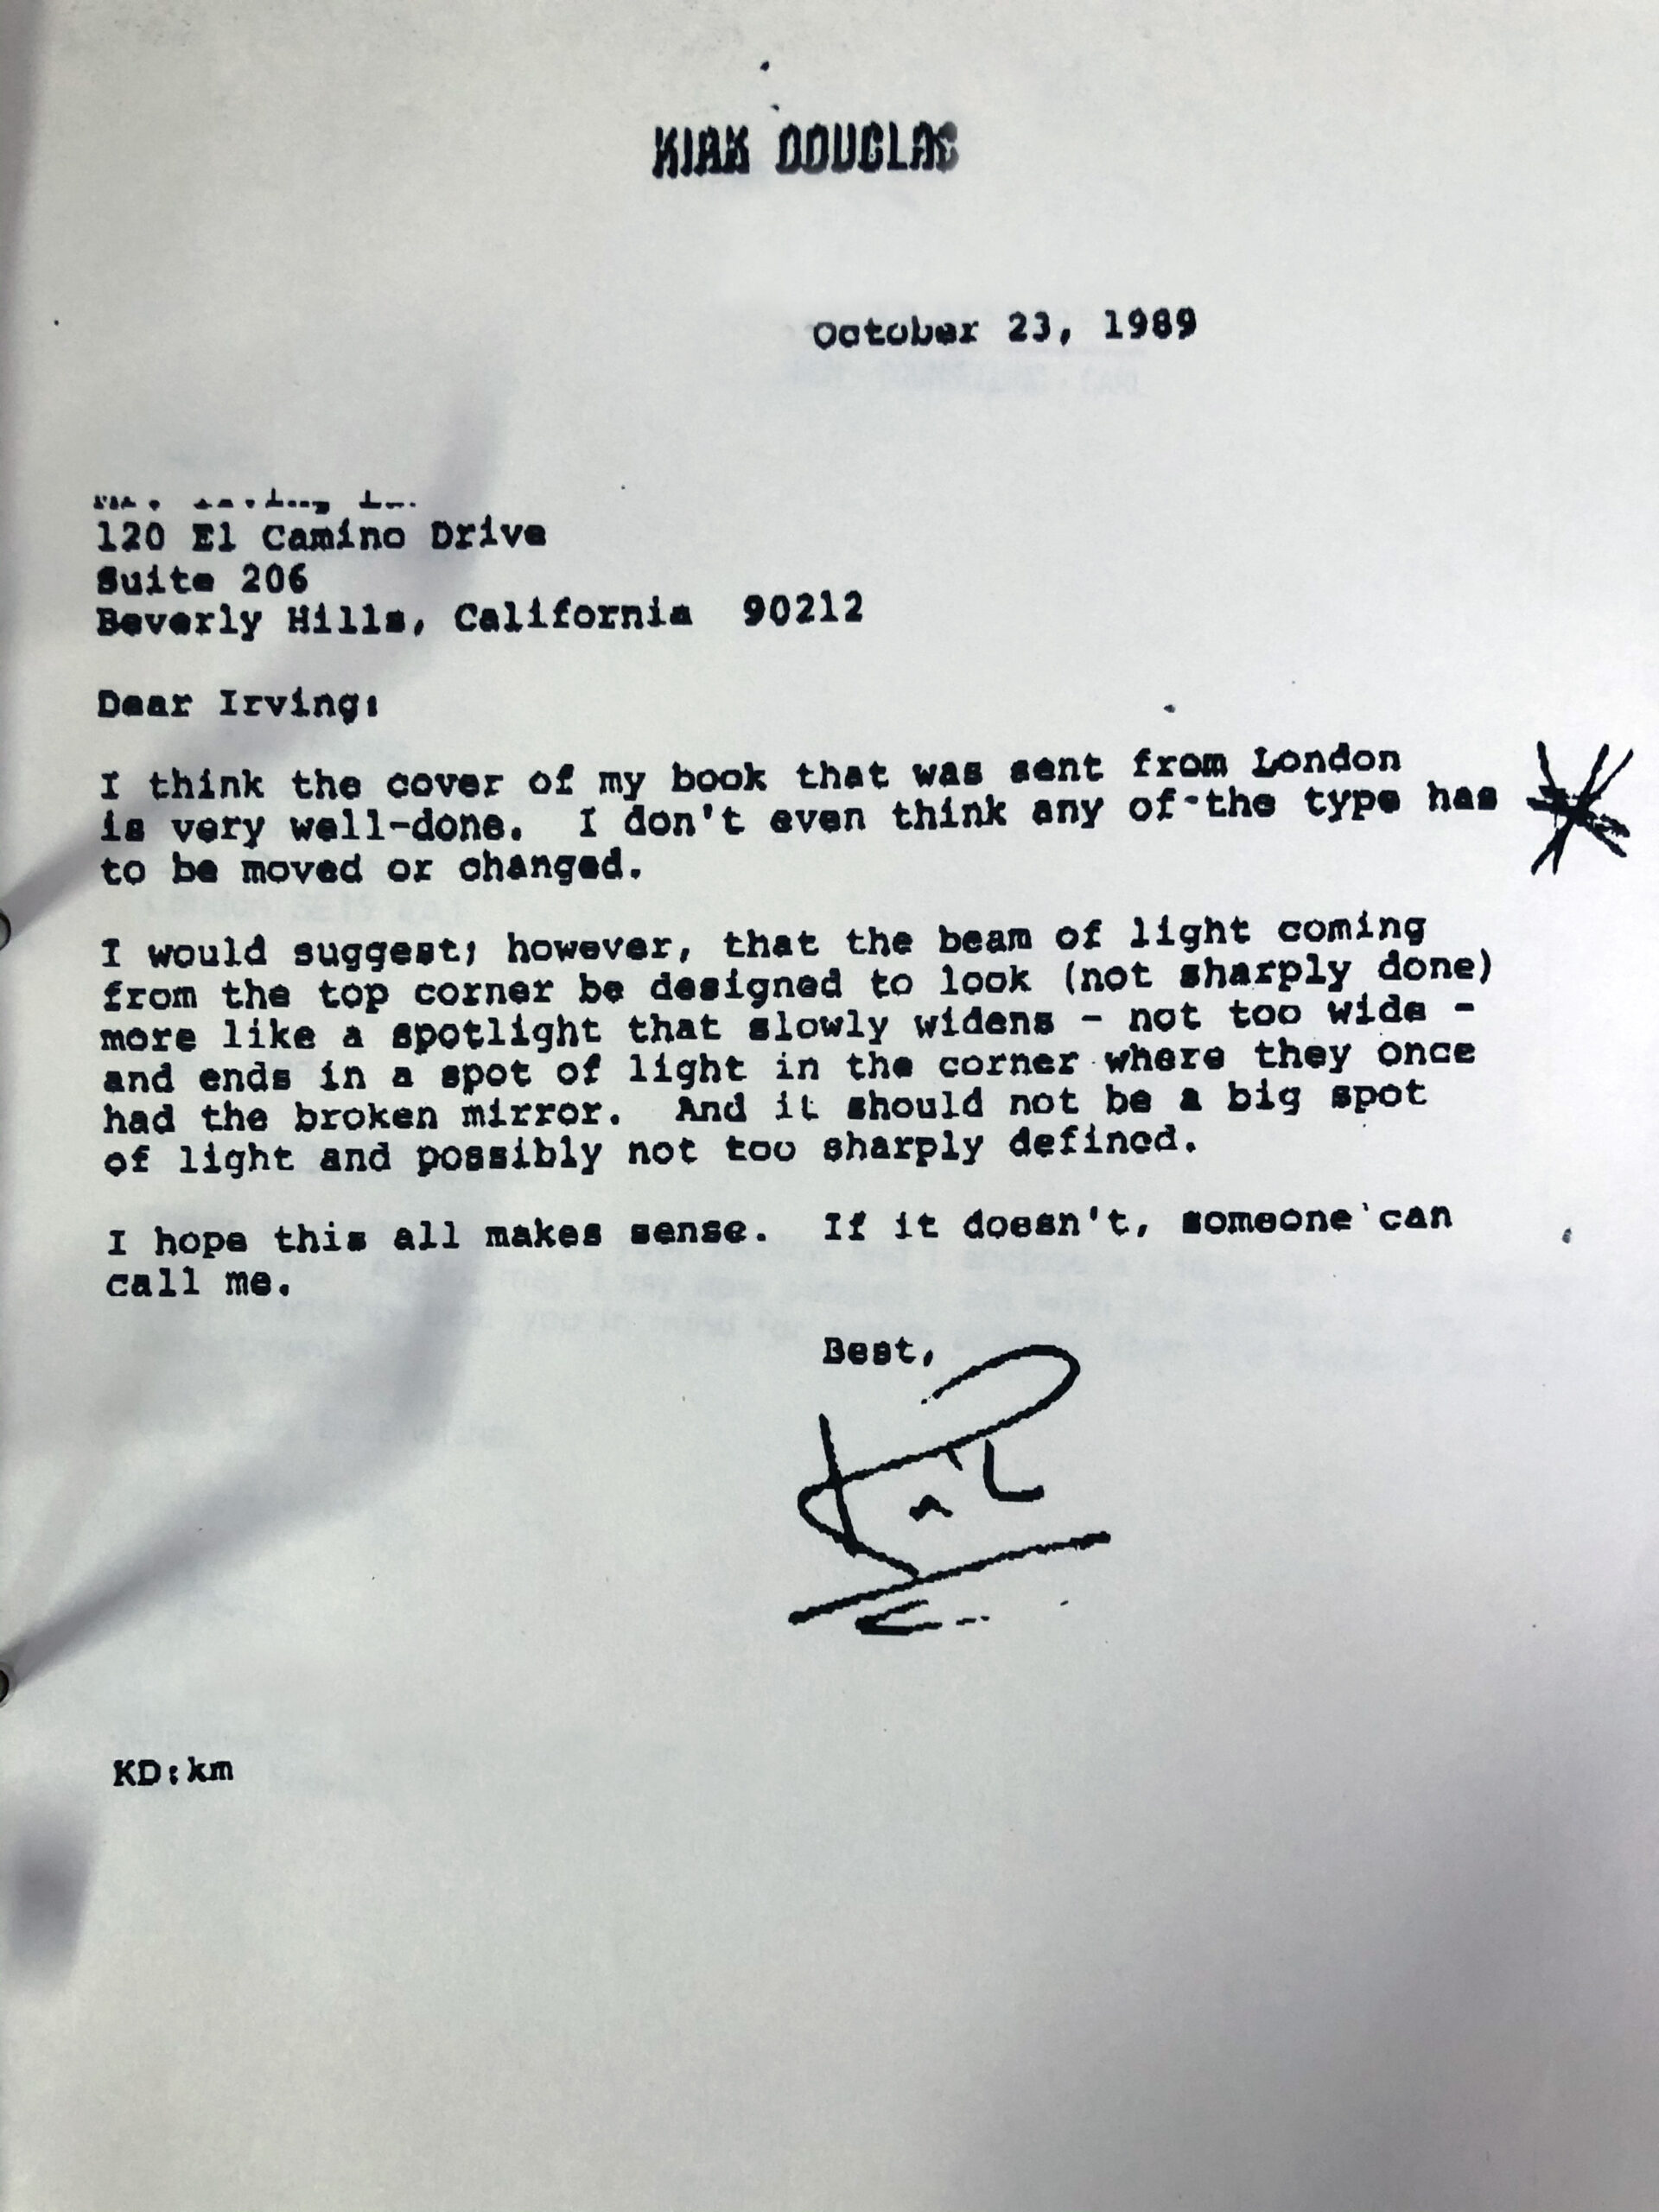 KIRK DOUGLAS
October 23, 1989
120 El Camino Drive
Suite 206
Beverly Hills, California 90212
Dear Irving:
I think the cover of my book that was sent from London
is very well-done. I don't even think any of the type has
to be moved or changed.
I would suggest; however, that the beam of light coming
from the top corner be designed to look (not sharply done)
more like a spotlight that slowly widens - not too wide -
and ends in a spot of light in the corner where they once
had the broken mirror. And it should not be a big spot
of light and possibly not too sharply defined.
I hope this all makes sense. If it doesn't, someone can
call me.
Best,
KD:km